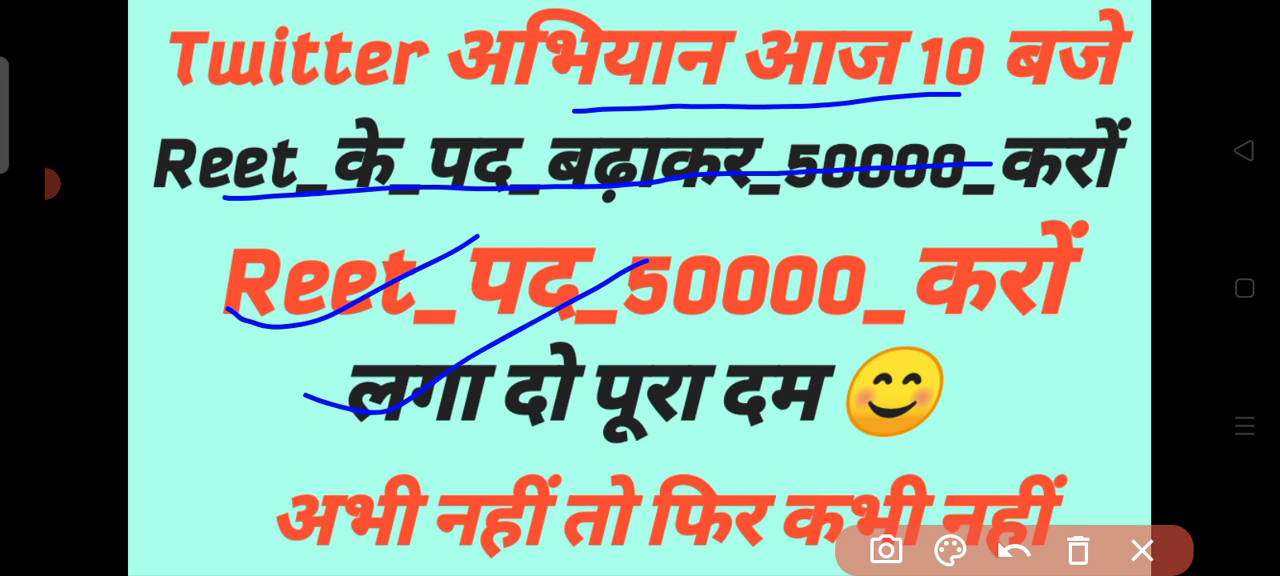 Twitter अभियान आज 10 बजे
Reet_के_पद_बढ़ाकर_50000_करों
Reet_पद_50000_करों
लगा दो पूरा दम 😊
अभी नहीं तो फिर कभी नहीं